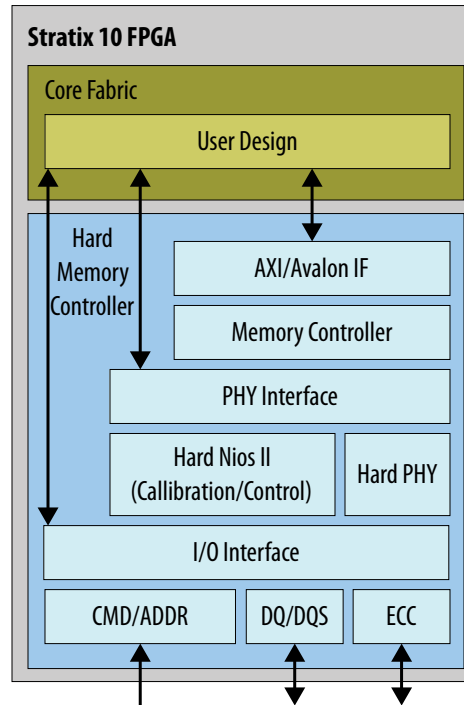 Stratix 10 FPGA
Core Fabric
User Design
Hard
Memory
Controller
AXI/Avalon IF
Memory Controller
PHY Interface
Hard Nios II
(Callibration/Control)
Hard PHY
I/O Interface
CMD/ADDR
DQ/DQS
ECC